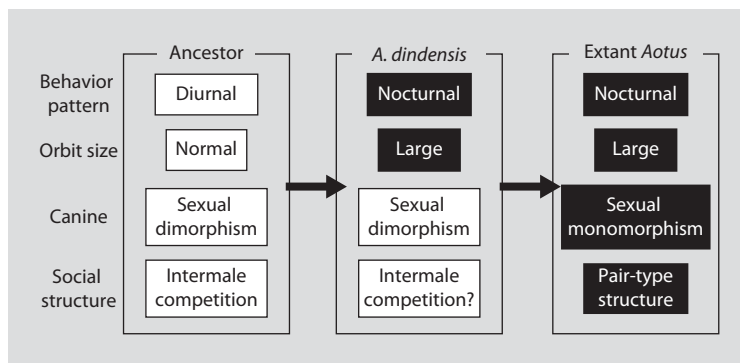 Ancestor
A. dindensis
Extant Aotus
Behavior
pattern
Diurnal
Nocturnal
Nocturnal
Orbit size
Normal
Large
Large
Canine
Sexual
dimorphism
Sexual
dimorphism
Sexual
monomorphism
Social
structure
Intermale
competition
Intermale
competition?
Pair-type
structure